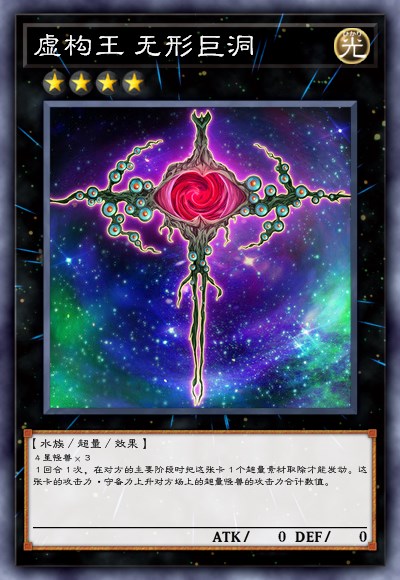 虚构王 无形巨洞
光
ひかり
【水族/超量/效果】
4星怪兽×3
1回合1次,在对方的主要阶段时把这张卡1个超量素材取除才能发动。这
张卡的攻击力·守备力上升对方场上的超量怪兽的攻击力合计数值。
ATK/ 0 DEF/ 0